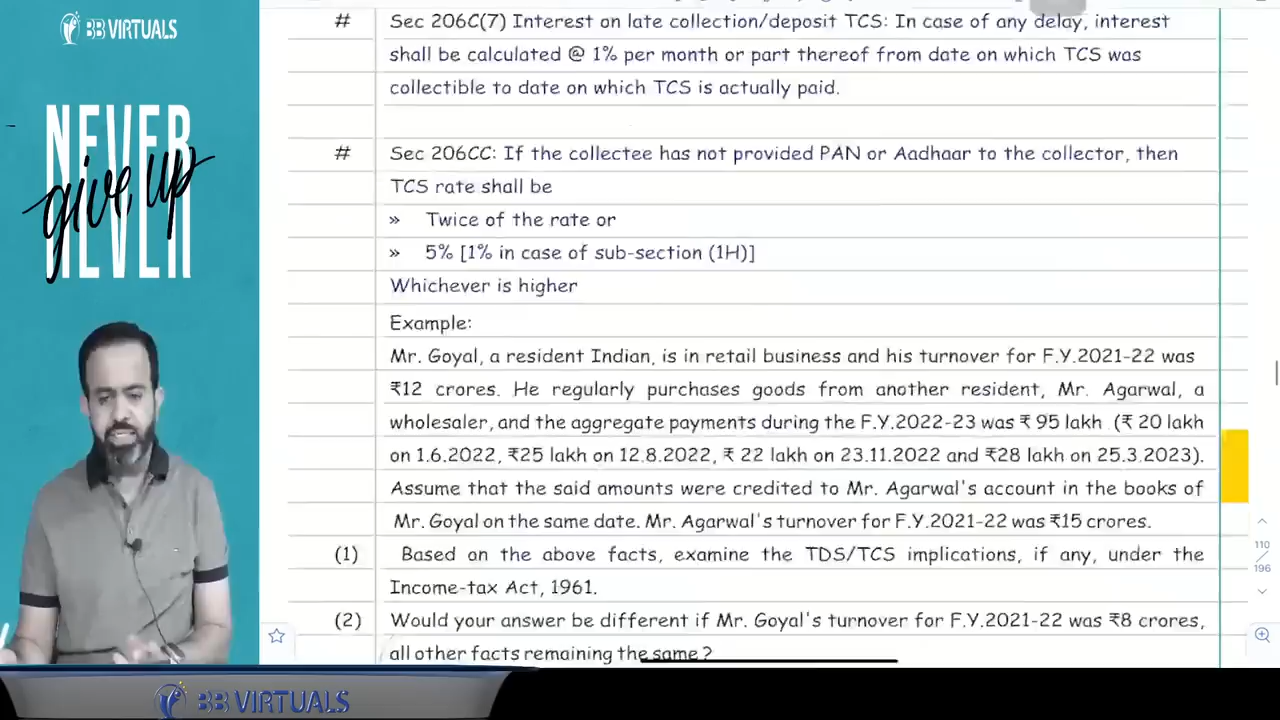 BB VIRTUALS
NEVER
give up
NEVER
# Sec 206C(7) Interest on late collection/deposit TCS: In case of any delay, interest
shall be calculated @ 1% per month or part thereof from date on which TCS was
collectible to date on which TCS is actually paid.
# Sec 206CC: If the collectee has not provided PAN or Aadhaar to the collector, then
TCS rate shall be
» Twice of the rate or
» 5% [1% in case of sub-section (1H)]
Whichever is higher
Example:
Mr. Goyal, a resident Indian, is in retail business and his turnover for F.Y.2021-22 was
₹12 crores. He regularly purchases goods from another resident, Mr. Agarwal, a
wholesaler, and the aggregate payments during the F.Y.2022-23 was ₹ 95 lakh (₹ 20 lakh
on 1.6.2022, ₹25 lakh on 12.8.2022, ₹ 22 lakh on 23.11.2022 and ₹28 lakh on 25.3.2023).
Assume that the said amounts were credited to Mr. Agarwal's account in the books of
Mr. Goyal on the same date. Mr. Agarwal's turnover for F.Y.2021-22 was ₹15 crores.
(1) Based on the above facts, examine the TDS/TCS implications, if any, under the
Income-tax Act, 1961.
(2) Would your answer be different if Mr. Goyal's turnover for F.Y.2021-22 was ₹8 crores,
all other facts remaining the same?
110
196
BB VIRTUALS